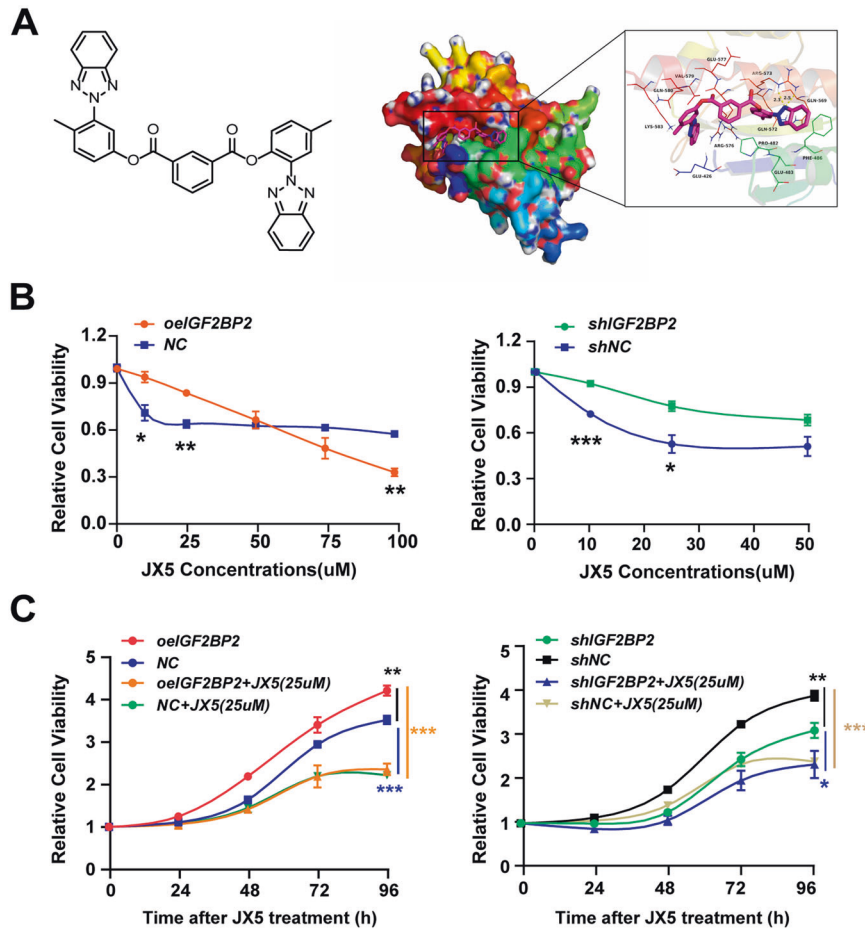 A
N
N
N
O
O
O
O
N
N
N
GLU-577
VAL-579
ARG-573
GLN-580
2.3
2.5
GLN-569
LYS-583
GLN-572
ARG-576
PRO-482
PHE-486
GLU-426
GLU-483
B
oeIGF2BP2
NC
Relative Cell Viability
1.2
0.9
0.6
0.3
0.0
*
**
**
0
25
50
75
100
JX5 Concentrations(uM)
shIGF2BP2
shNC
Relative Cell Viability
1.2
0.9
0.6
0.3
0.0
***
*
0
10
20
30
40
50
JX5 Concentrations(uM)
C
oeIGF2BP2
NC
oeIGF2BP2+JX5(25uM)
NC+JX5(25uM)
Relative Cell Viability
5
4
3
2
1
0
**
***
***
0
24
48
72
96
Time after JX5 treatment (h)
shIGF2BP2
shNC
shIGF2BP2+JX5(25uM)
shNC+JX5(25uM)
Relative Cell Viability
5
4
3
2
1
0
**
***
*
0
24
48
72
96
Time after JX5 treatment (h)